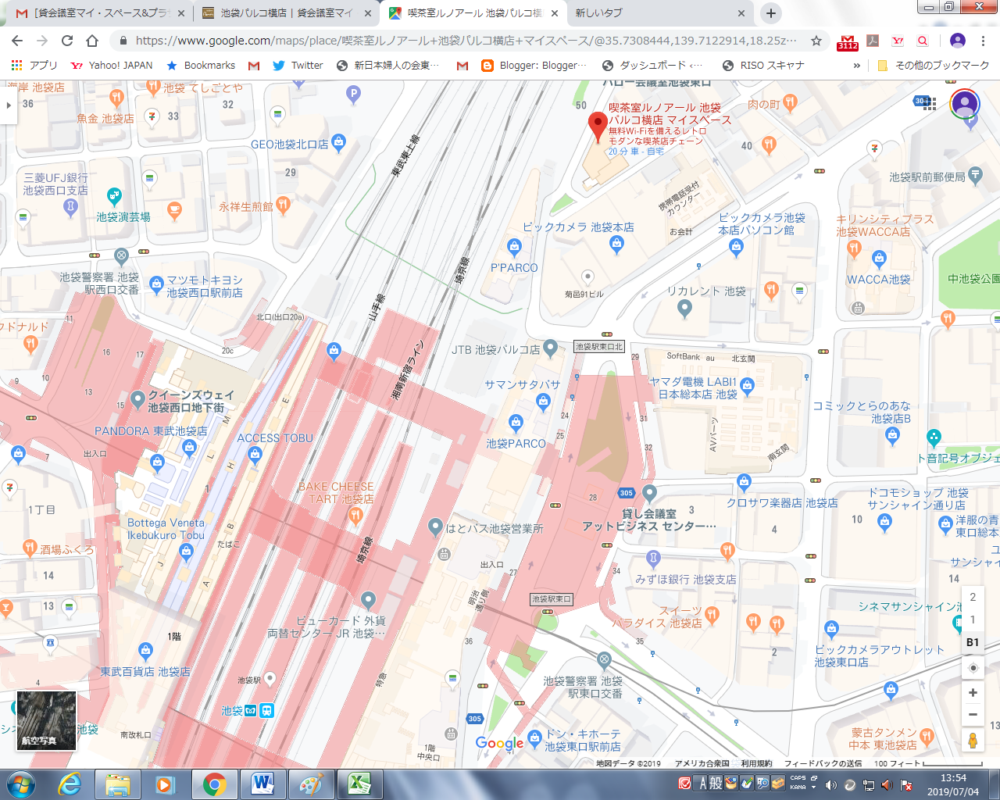 [貸会議室マイ・スペース&プラ
池袋パルコ横店 | 貸会議室マイ
喫茶室ルノアール 池袋パルコ横
新しいタブ
https://www.google.com/maps/place/喫茶室ルノアール+池袋パルコ横店+マイスペース/@35.7308444,139.7122914,18.25z…
3112
アプリ
Yahoo! JAPAN
Bookmarks
Twitter
新日本婦人の会東…
Blogger: Blogger…
ダッシュボード ‹…
RISO スキャナ
»
その他のブックマーク
海岸 池袋店
36
魚金 池袋店
33
池袋 てしごとや
32
P
50
ハロー会議室池袋東口
喫茶室ルノアール 池袋
パルコ横店 マイスペース
無料Wi-Fiを備えるレトロ
モダンな喫茶店チェーン
20 分 車 - 自宅
肉の町
305
40
GEO池袋北口店
29
東武東上線
三菱UFJ銀行
池袋西口支店
池袋演芸場
永祥生煎館
池袋駅前郵便局
携帯電話受付
カウンター
お会計
ビックカメラ 池袋本店
ビックカメラ池袋
本店パソコン館
キリンシティプラス
池袋WACCA店
P'PARCO
埼京線
WACCA池袋
中池袋公園
池袋警察署 池袋
駅西口交番
マツモトキヨシ
池袋西口駅前店
菊邑91ビル
リカレント 池袋
山手線
北口(出口20a)
20c
クドナルド
11
16
17
9
10
13
15
JTB 池袋パルコ店
池袋駅東口北
29
SoftBank au
北玄関
30
湘南新宿ライン
クイーンズウェイ
池袋西口地下街
サマンサタバサ
ヤマダ電機 LABI1
日本総本店 池袋
コミックとらのあな
池袋店B
24
25
31
32
AVパーツ
南玄関
PANDORA 東武池袋店
ACCESS TOBU
池袋PARCO
出入口
7
ト音記号オブジェ
BAKE CHEESE
TART 池袋店
305
28
貸し会議室
アットビジネス センター…
3
クロサワ楽器店 池袋店
ドコモショップ 池袋
サンシャイン通り店
10
洋服の青
東口総本
1丁目
Bottega Veneta
Ikebukuro Tobu
たばこ
M
L
J
E
H
B
A
1
はとバス池袋営業所
4
酒場ふくろ
14
13
埼京線
出入口
27
34
みずほ銀行 池袋支店
サンシャイン
14
明治
通り側
池袋駅東口
シネマサンシャイン池
2
1
B1
ビューカード 外貨
両替センター JR 池袋…
スイーツ
パラダイス 池袋店
1階
36
35
2
ビックカメラアウトレット
池袋東口店
東武百貨店 池袋店
池袋駅
特急
池袋警察署 池袋
駅東口交番
4
池袋
池袋
305
南改札口
航空写真
1階
中央口
Google
41
ドン・キホーテ
池袋東口駅前店
蒙古タンメン
中本 東池袋店
13
地図データ ©2019
アメリカ合衆国
利用規約
フィードバックの送信
100 フィート
A 般
CAPS
KANA
13:54
2019/07/04